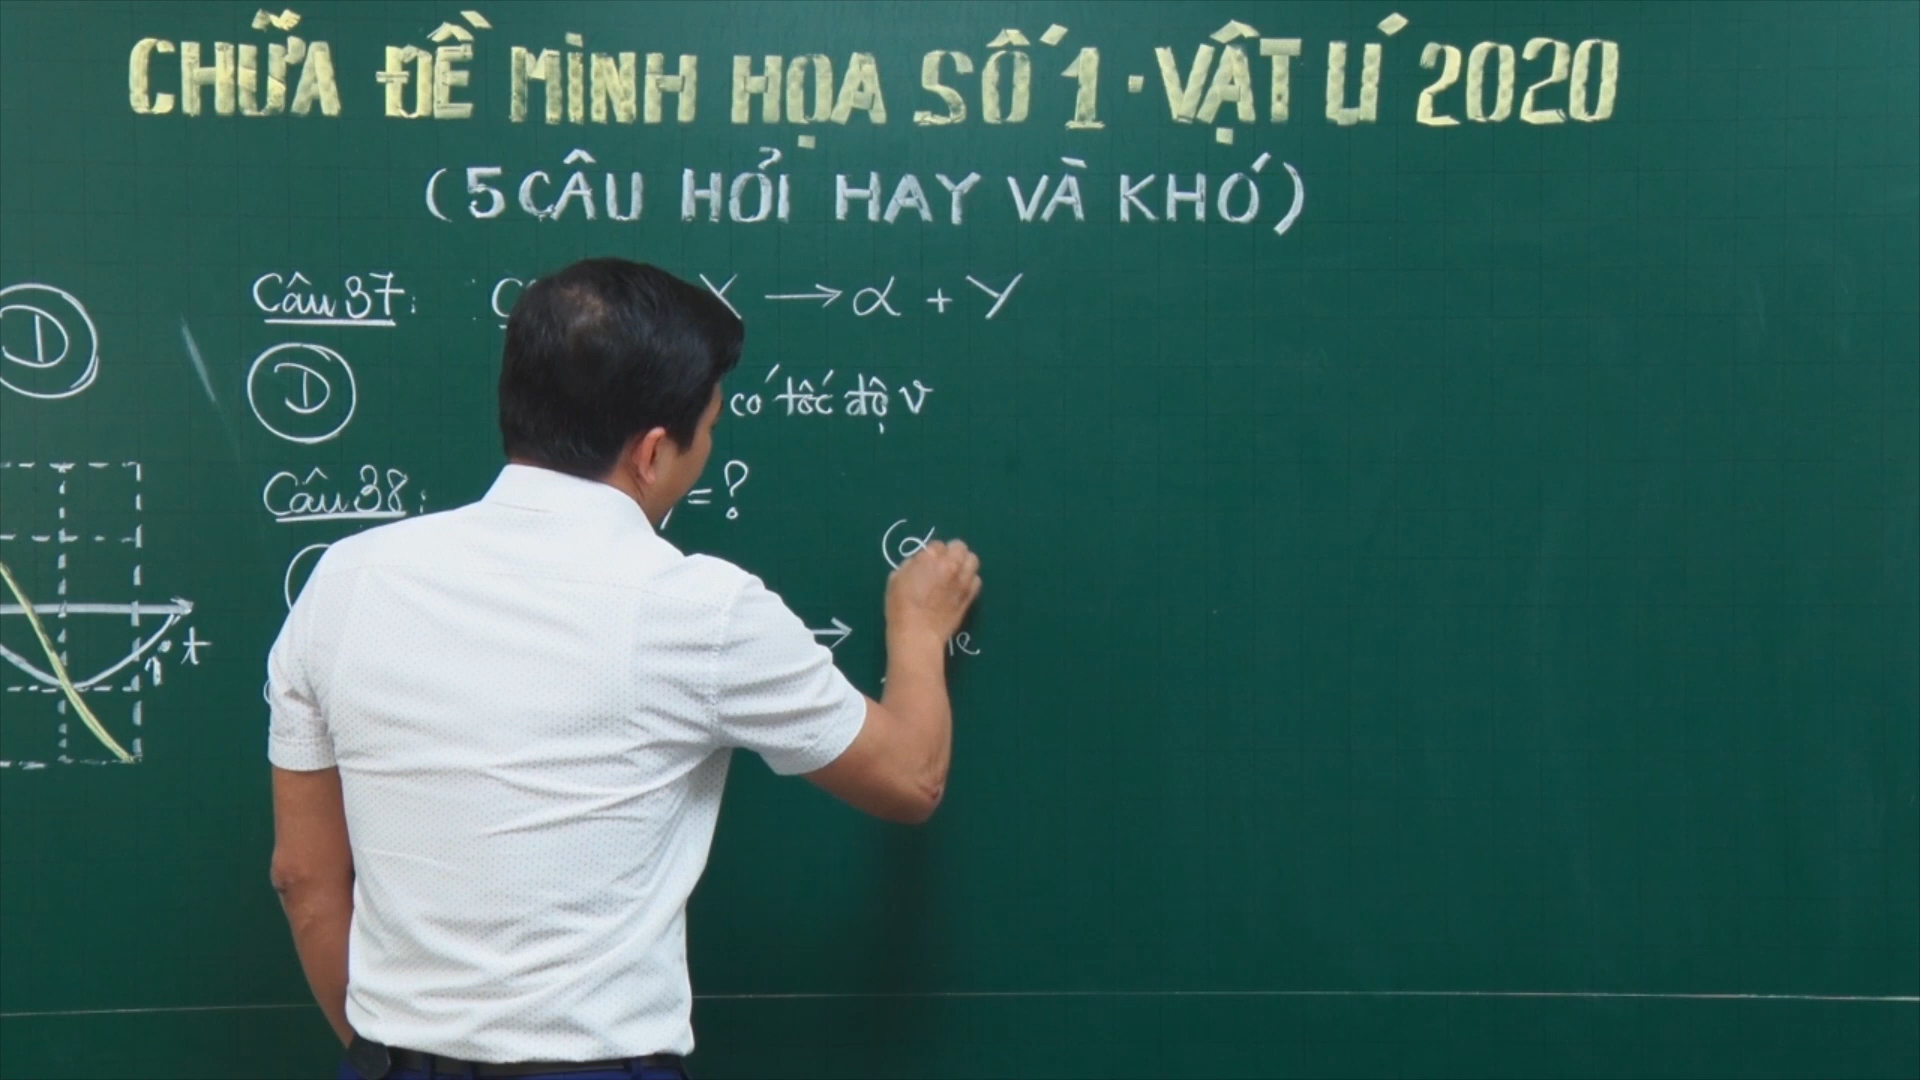 CHỮA ĐỀ MINH HỌA SỐ 1 · VẬT LÍ 2020
(5 CÂU HỎI HAY VÀ KHÓ)
D
Câu 37:
→ α + Y
D
có tốc độ v
Câu 38:
= ?
(α
→
t